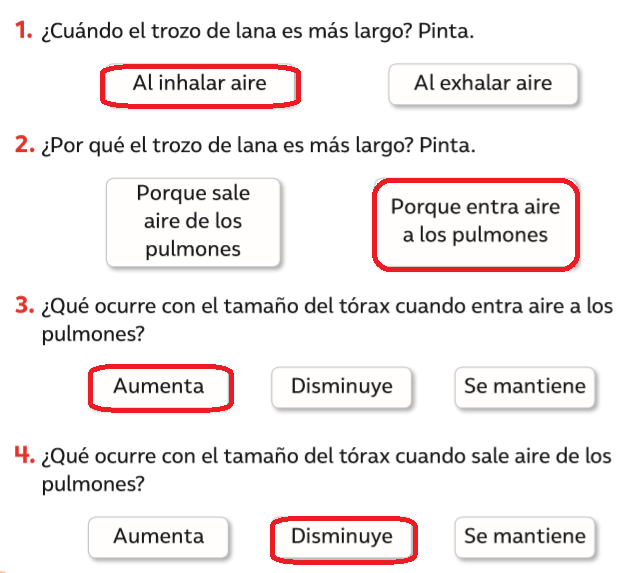 1. ¿Cuándo el trozo de lana es más largo? Pinta.
Al inhalar aire
Al exhalar aire
2. ¿Por qué el trozo de lana es más largo? Pinta.
Porque sale
aire de los
pulmones
Porque entra aire
a los pulmones
3. ¿Qué ocurre con el tamaño del tórax cuando entra aire a los
pulmones?
Aumenta
Disminuye
Se mantiene
4. ¿Qué ocurre con el tamaño del tórax cuando sale aire de los
pulmones?
Aumenta
Disminuye
Se mantiene